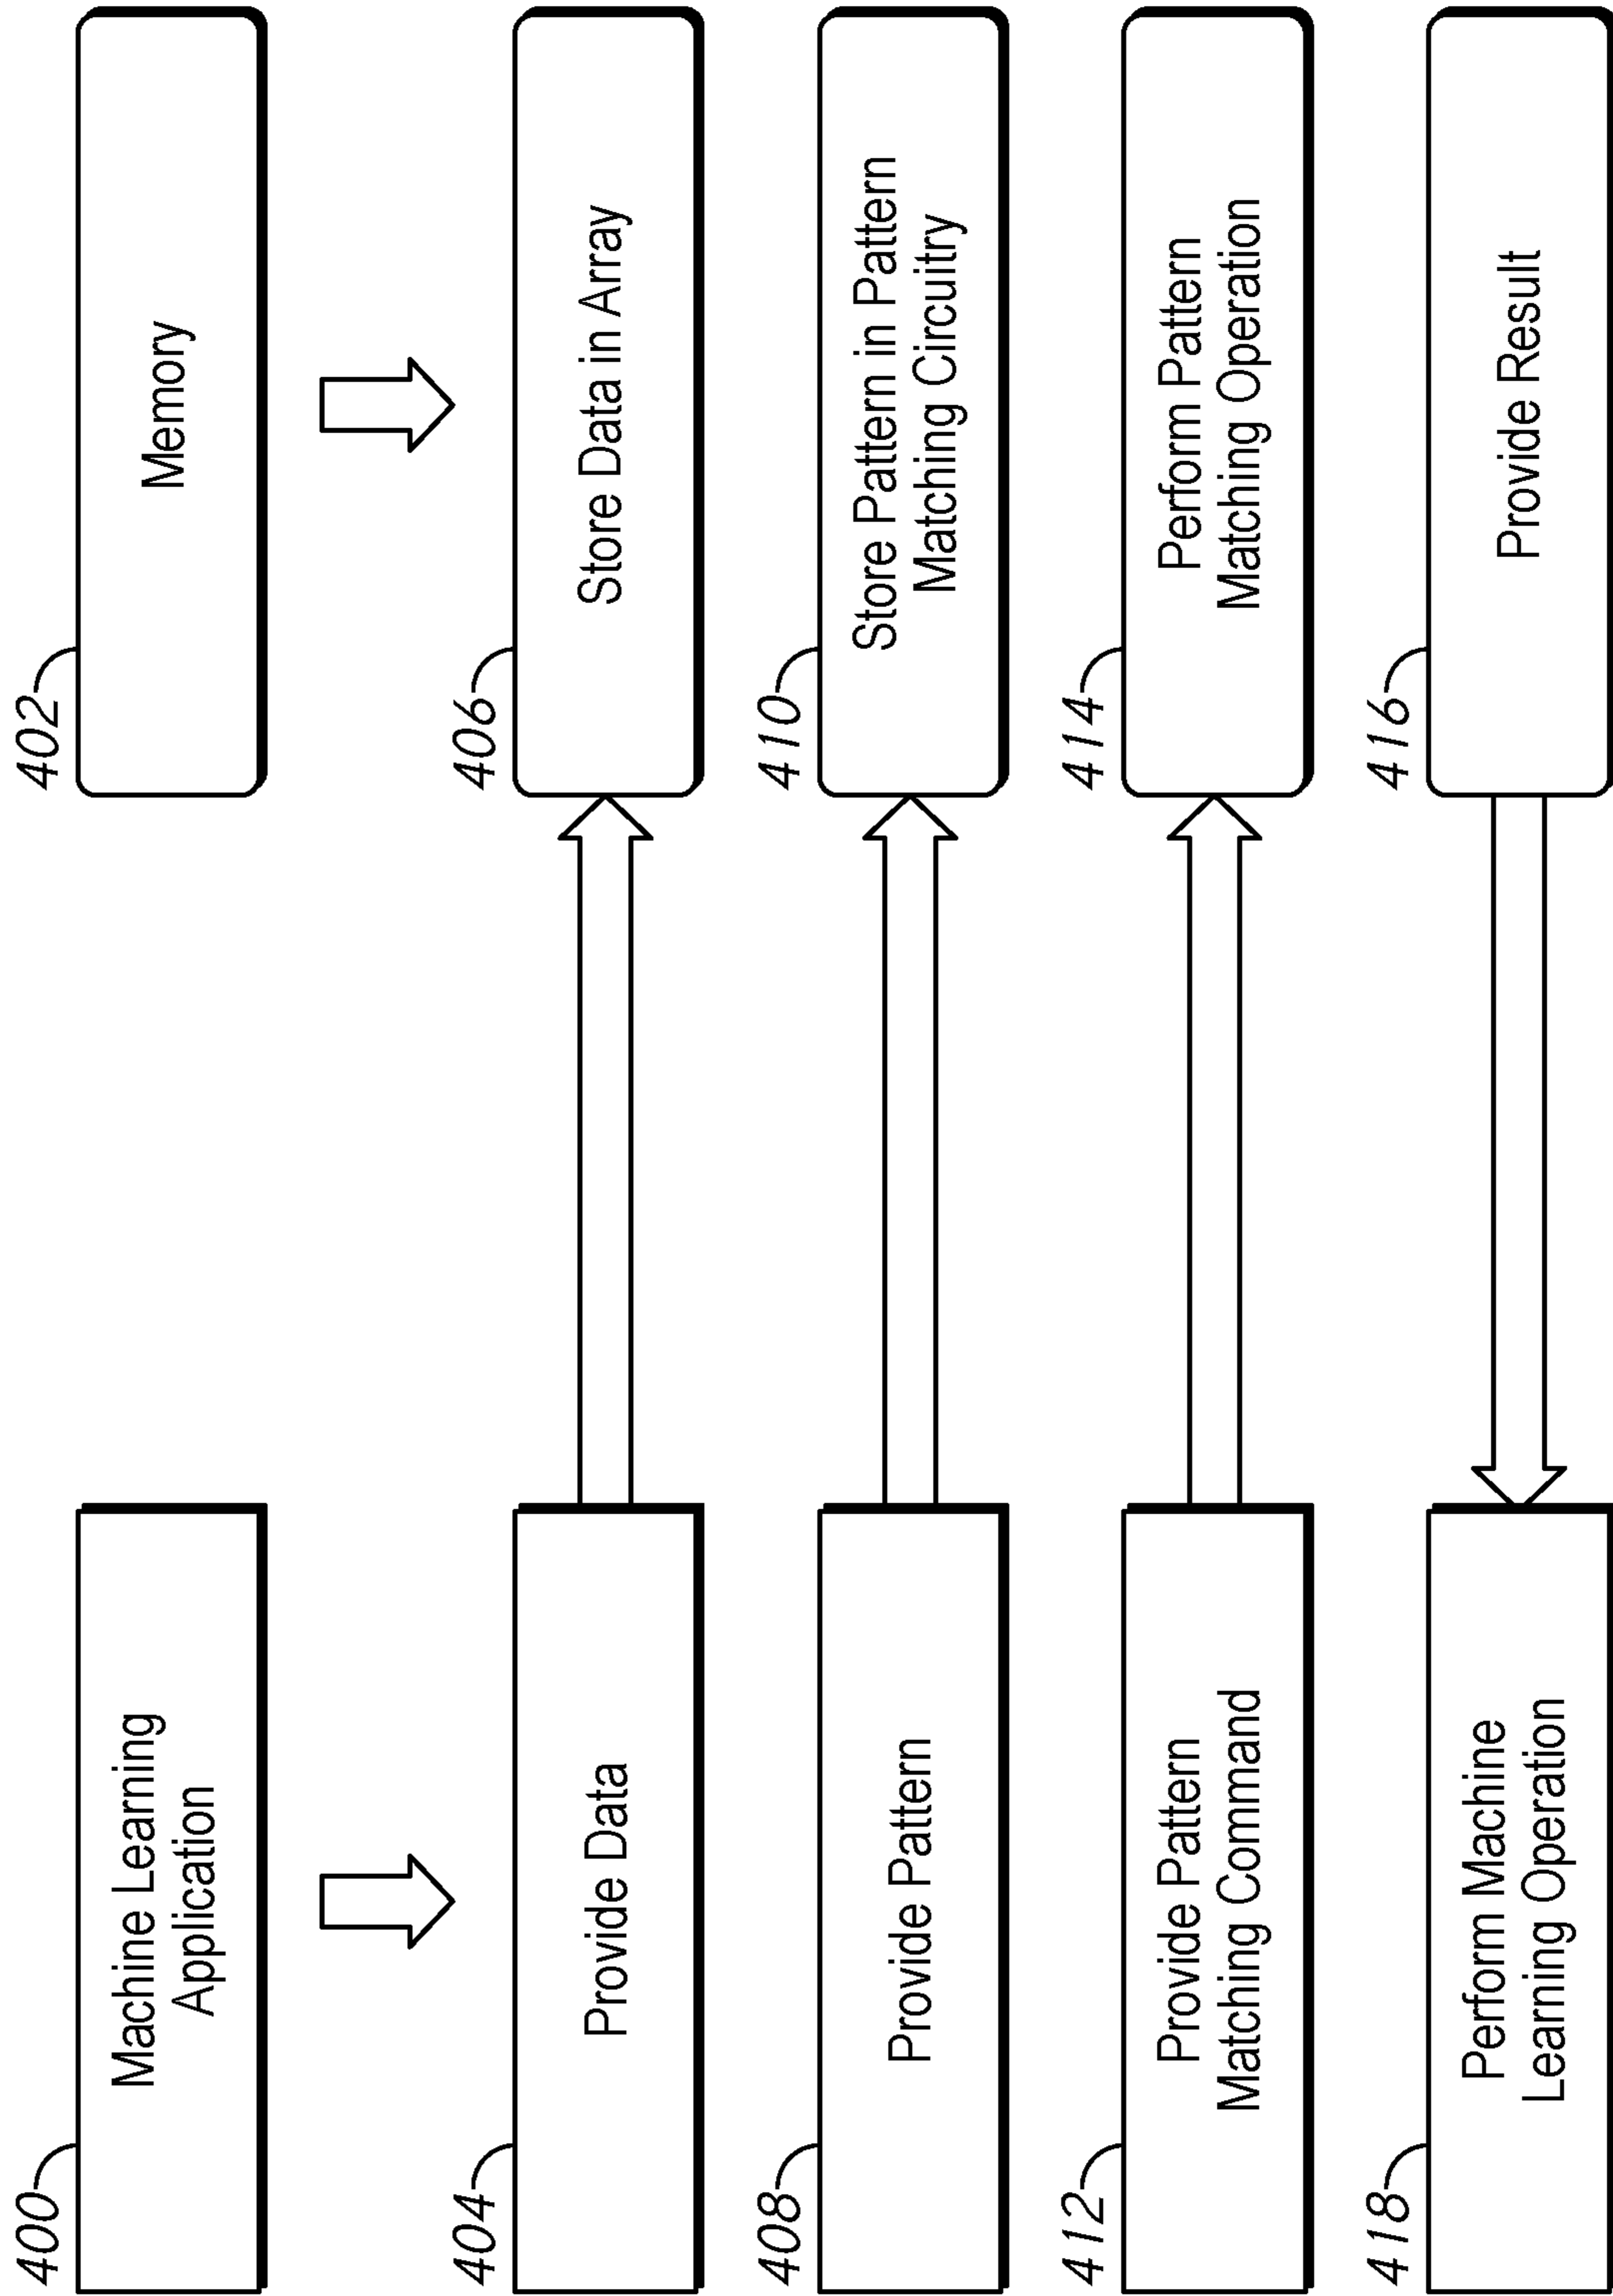 400
Machine Learning
Application
402
Memory
404
Provide Data
406
Store Data in Array
408
Provide Pattern
410
Store Pattern in Pattern
Matching Circuitry
412
Provide Pattern
Matching Command
414
Perform Pattern
Matching Operation
418
Perform Machine
Learning Operation
416
Provide Result